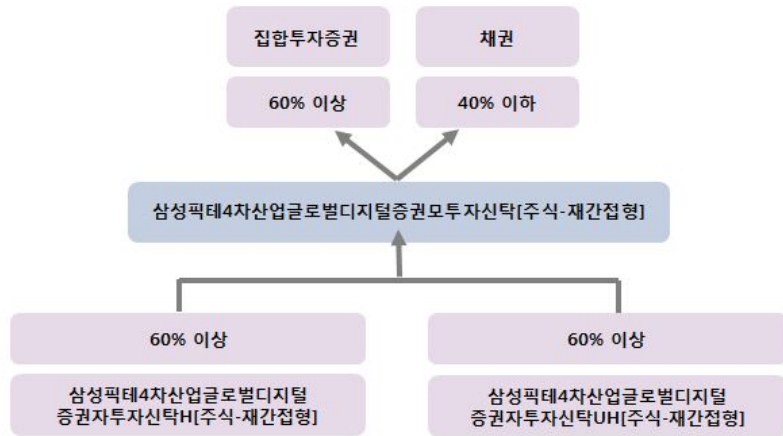 집합투자증권
채권
60% 이상
40% 이하
삼성픽테4차산업글로벌디지털증권모투자신탁[주식-재간접형]
60% 이상
60% 이상
삼성픽테4차산업글로벌디지털
증권자투자신탁H[주식-재간접형]
삼성픽테4차산업글로벌디지털
증권자투자신탁UH[주식-재간접형]